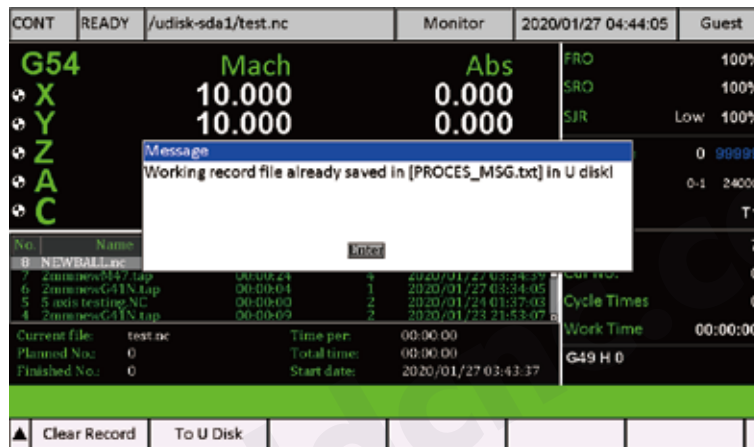 CONT READY /udisk-sda1/test.nc Monitor 2020/01/27 04:44:05 Guest
G54 Mach Abs FRO 100%
X 10.000 0.000 SRO 100%
Y 10.000 0.000 SJR Low 100%
Z 0 99999
A 0-1 2400
C T
Message
Working record file already saved in [PROCES_MSG.txt] in U disk!
Enter
No. Name
8 NEWBALL.nc
7 2mmnewM47.tap 00:00:24 4 2020/01/27 03:34:39
6 2mmnewG41N.tap 00:00:04 1 2020/01/27 03:34:05
5 5 axis testing.NC 00:00:00 2 2020/01/24 01:37:03 Cycle Times
4 2mmnewG41N.tap 00:00:09 2 2020/01/23 21:53:07
Current file: test.nc Time per: 00:00:00 Work Time 00:00:00
Planned No.: 0 Total time: 00:00:00 G49 H 0
Finished No.: 0 Start date: 2020/01/27 03:43:37
Clear Record To U Disk